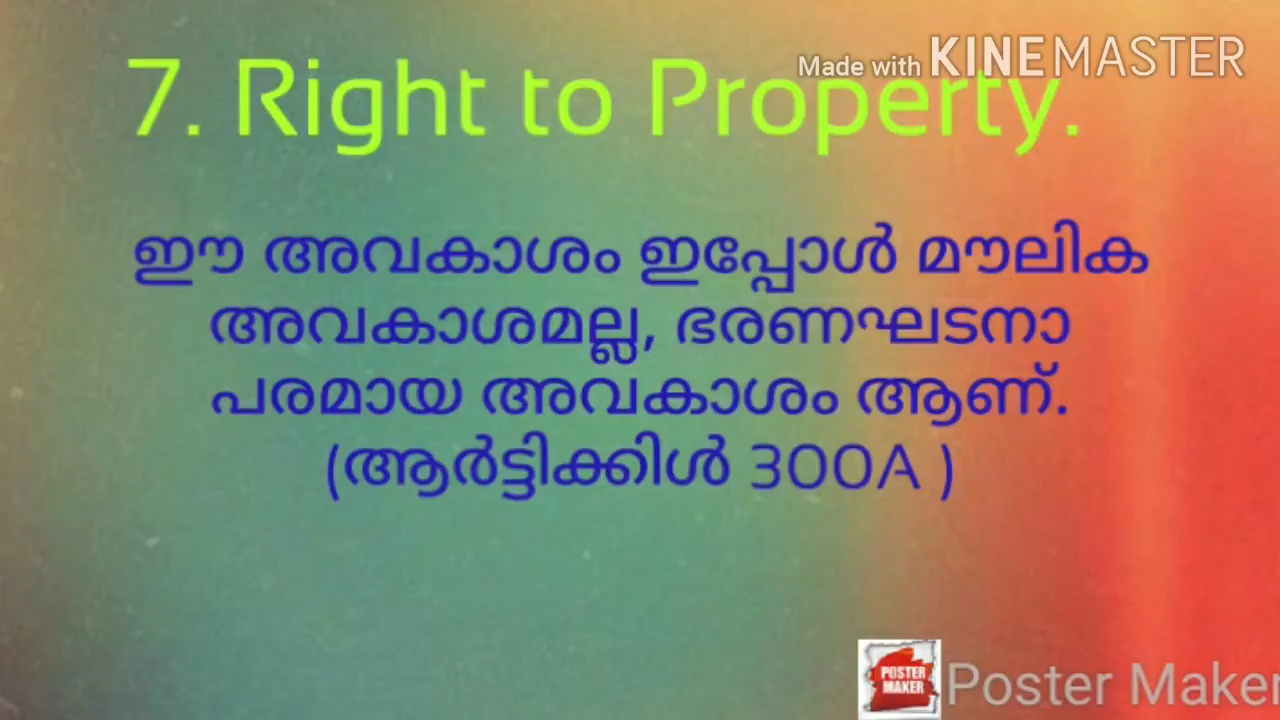 Made with KINEMASTER
7. Right to Property.
ഈ അവകാശം ഇപ്പോൾ മൗലിക
അവകാശമല്ല, ഭരണഘടനാ
പരമായ അവകാശം ആണ്.
(ആർട്ടിക്കിൾ 300A )
POSTER
MAKER
Poster Maker